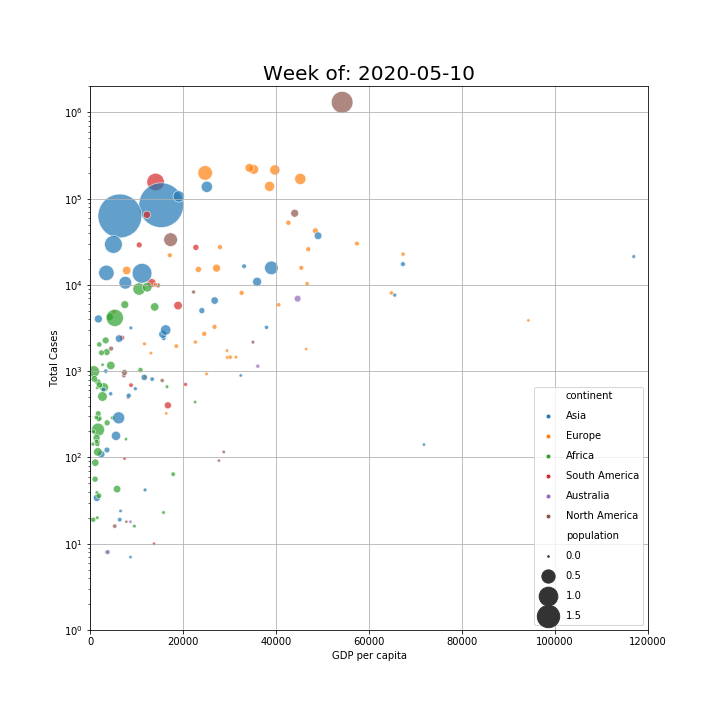 Week of: 2020-05-10
Total Cases
10⁶
10⁵
10⁴
10³
10²
10¹
10⁰
continent
Asia
Europe
Africa
South America
Australia
North America
population
0.0
0.5
1.0
1.5
0 20000 40000 60000 80000 100000 120000
GDP per capita